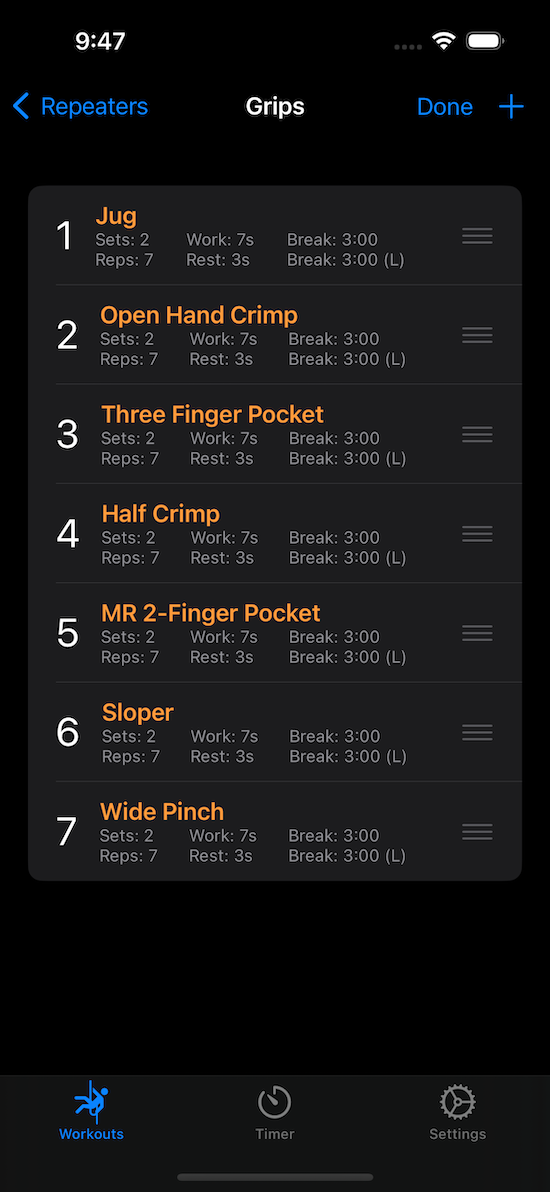 9:47
Repeaters Grips Done
1 Jug
Sets: 2 Work: 7s Break: 3:00
Reps: 7 Rest: 3s Break: 3:00 (L)
2 Open Hand Crimp
Sets: 2 Work: 7s Break: 3:00
Reps: 7 Rest: 3s Break: 3:00 (L)
3 Three Finger Pocket
Sets: 2 Work: 7s Break: 3:00
Reps: 7 Rest: 3s Break: 3:00 (L)
4 Half Crimp
Sets: 2 Work: 7s Break: 3:00
Reps: 7 Rest: 3s Break: 3:00 (L)
5 MR 2-Finger Pocket
Sets: 2 Work: 7s Break: 3:00
Reps: 7 Rest: 3s Break: 3:00 (L)
6 Sloper
Sets: 2 Work: 7s Break: 3:00
Reps: 7 Rest: 3s Break: 3:00 (L)
7 Wide Pinch
Sets: 2 Work: 7s Break: 3:00
Reps: 7 Rest: 3s Break: 3:00 (L)
Workouts Timer Settings